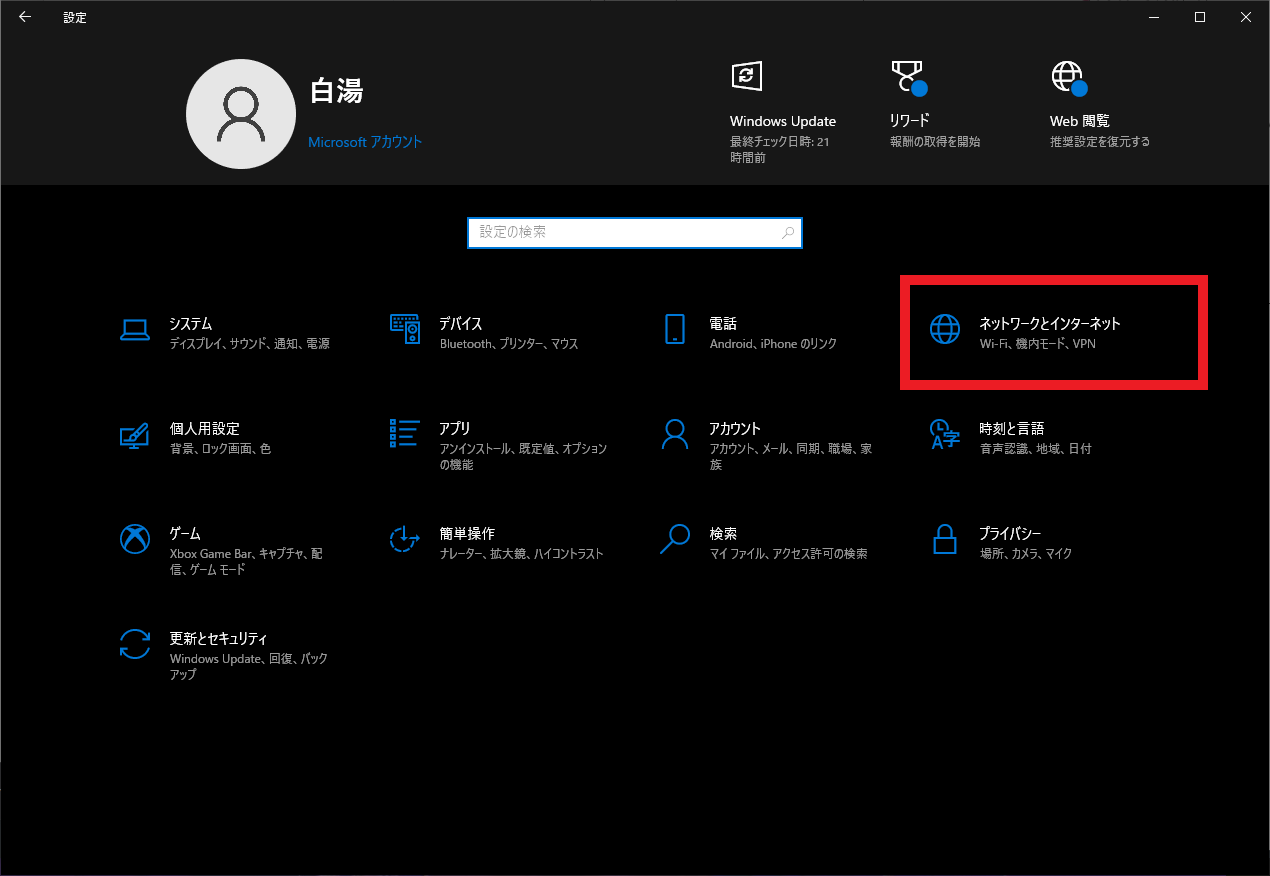 設定
白湯
Microsoft アカウント
Windows Update
最終チェック日時: 21
時間前
リワード
報酬の取得を開始
Web 閲覧
推奨設定を復元する
設定の検索
システム
ディスプレイ、サウンド、通知、電源
デバイス
Bluetooth、プリンター、マウス
電話
Android、iPhone のリンク
ネットワークとインターネット
Wi-Fi、機内モード、VPN
個人用設定
背景、ロック画面、色
アプリ
アンインストール、既定値、オプション
の機能
アカウント
アカウント、メール、同期、職場、家
族
時刻と言語
音声認識、地域、日付
ゲーム
Xbox Game Bar、キャプチャ、配
信、ゲーム モード
簡単操作
ナレーター、拡大鏡、ハイコントラスト
検索
マイ ファイル、アクセス許可の検索
プライバシー
場所、カメラ、マイク
更新とセキュリティ
Windows Update、回復、バック
アップ